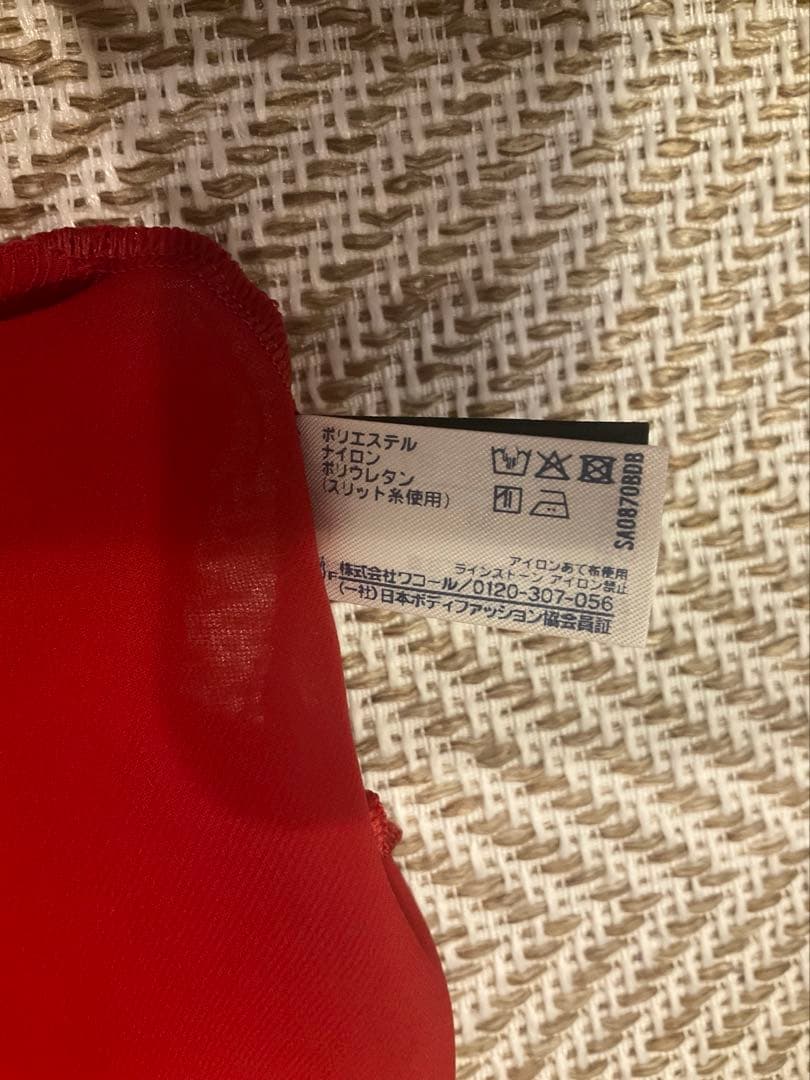 ポリエステル
ナイロン
ポリウレタン
(スリット糸使用)
SA0870BDB
アイロンあて布使用
ラインストーン アイロン禁止
株式会社ワコール/0120-307-056
(一社)日本ボディファッション協会員証